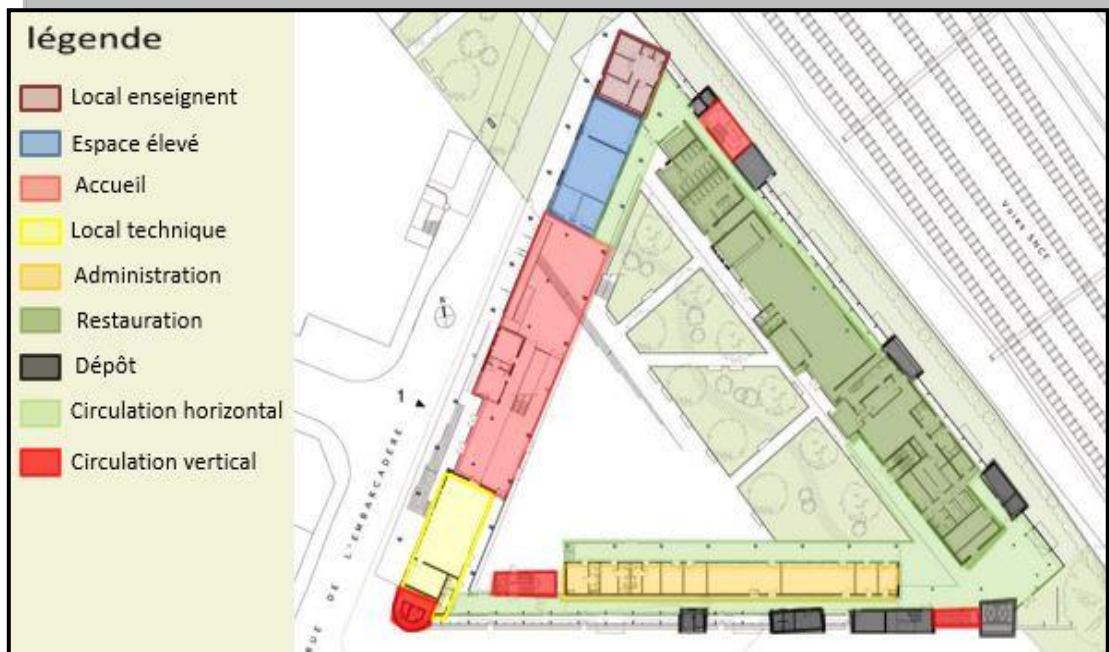 légende
Local enseignent
Espace élevé
Accueil
Local technique
Administration
Restauration
Dépôt
Circulation horizontal
Circulation vertical
1
RUE DE L'EMBARCADERE
VOIES SNCF